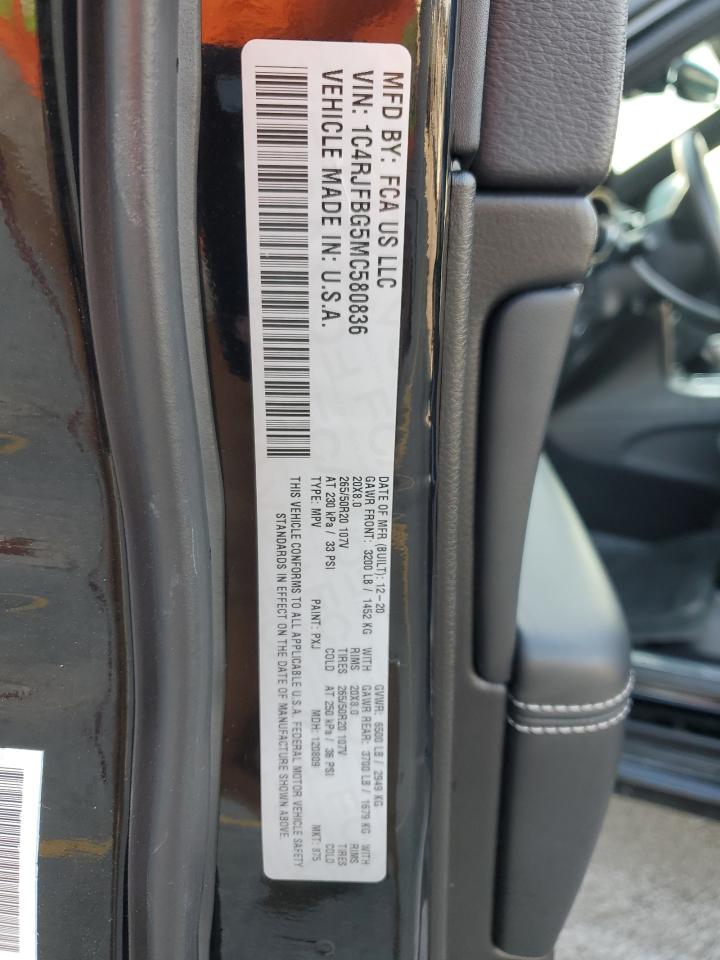 MFD BY: FCA US LLC
VIN: 1C4RJFBG5MC580836
VEHICLE MADE IN: U.S.A.
DATE OF MFR (BUILT): 12-20 GVWR: 6500 LB / 2949 KG
GAWR FRONT: 3200 LB / 1452 KG WITH GAWR REAR: 3700 LB / 1679 KG WITH
20X8.0 RIMS 20X8.0 RIMS
265/50R20 107V TIRES 265/50R20 107V TIRES
AT 230 kPa / 33 PSI COLD AT 250 kPa / 36 PSI COLD
TYPE: MPV PAINT: PXJ MDH: 120809 MKT: 875
THIS VEHICLE CONFORMS TO ALL APPLICABLE U.S.A. FEDERAL MOTOR VEHICLE SAFETY
STANDARDS IN EFFECT ON THE DATE OF MANUFACTURE SHOWN ABOVE.